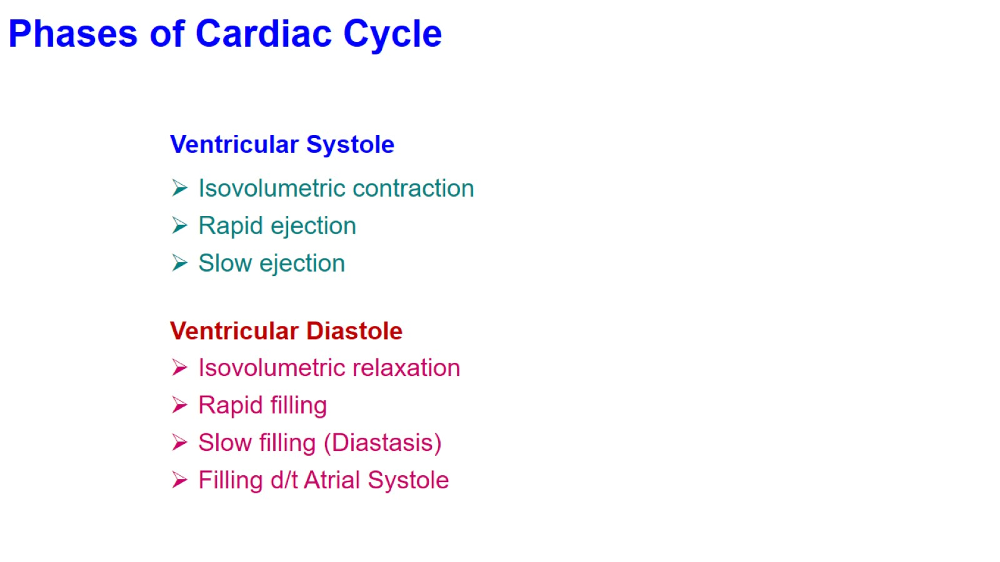 Phases of Cardiac Cycle
Ventricular Systole
➢ Isovolumetric contraction
➢ Rapid ejection
➢ Slow ejection
Ventricular Diastole
➢ Isovolumetric relaxation
➢ Rapid filling
➢ Slow filling (Diastasis)
➢ Filling d/t Atrial Systole